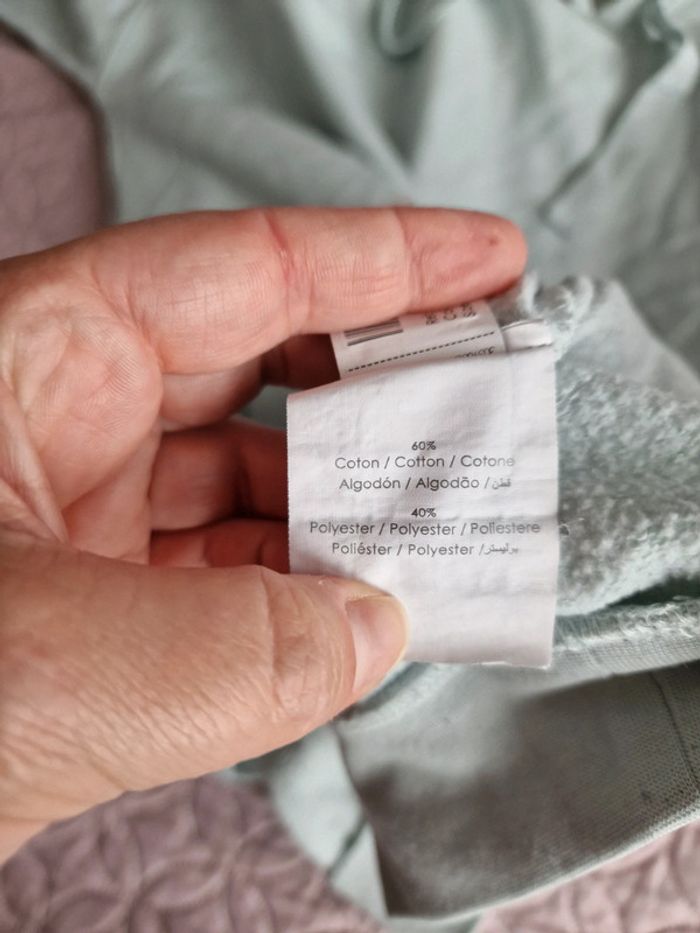 60%
Coton / Cotton / Cotone
Algodón / Algodão / قطن
40%
Polyester / Polyester / Poliestere
Poliéster / Polyester / بوليستر